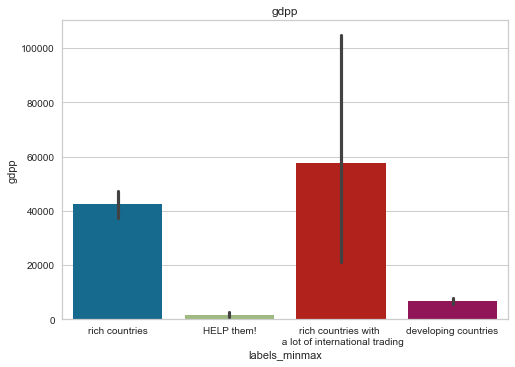 gdpp
100000
80000
60000
40000
20000
0
gdpp
rich countries
HELP them!
rich countries with
a lot of international trading
developing countries
labels_minmax